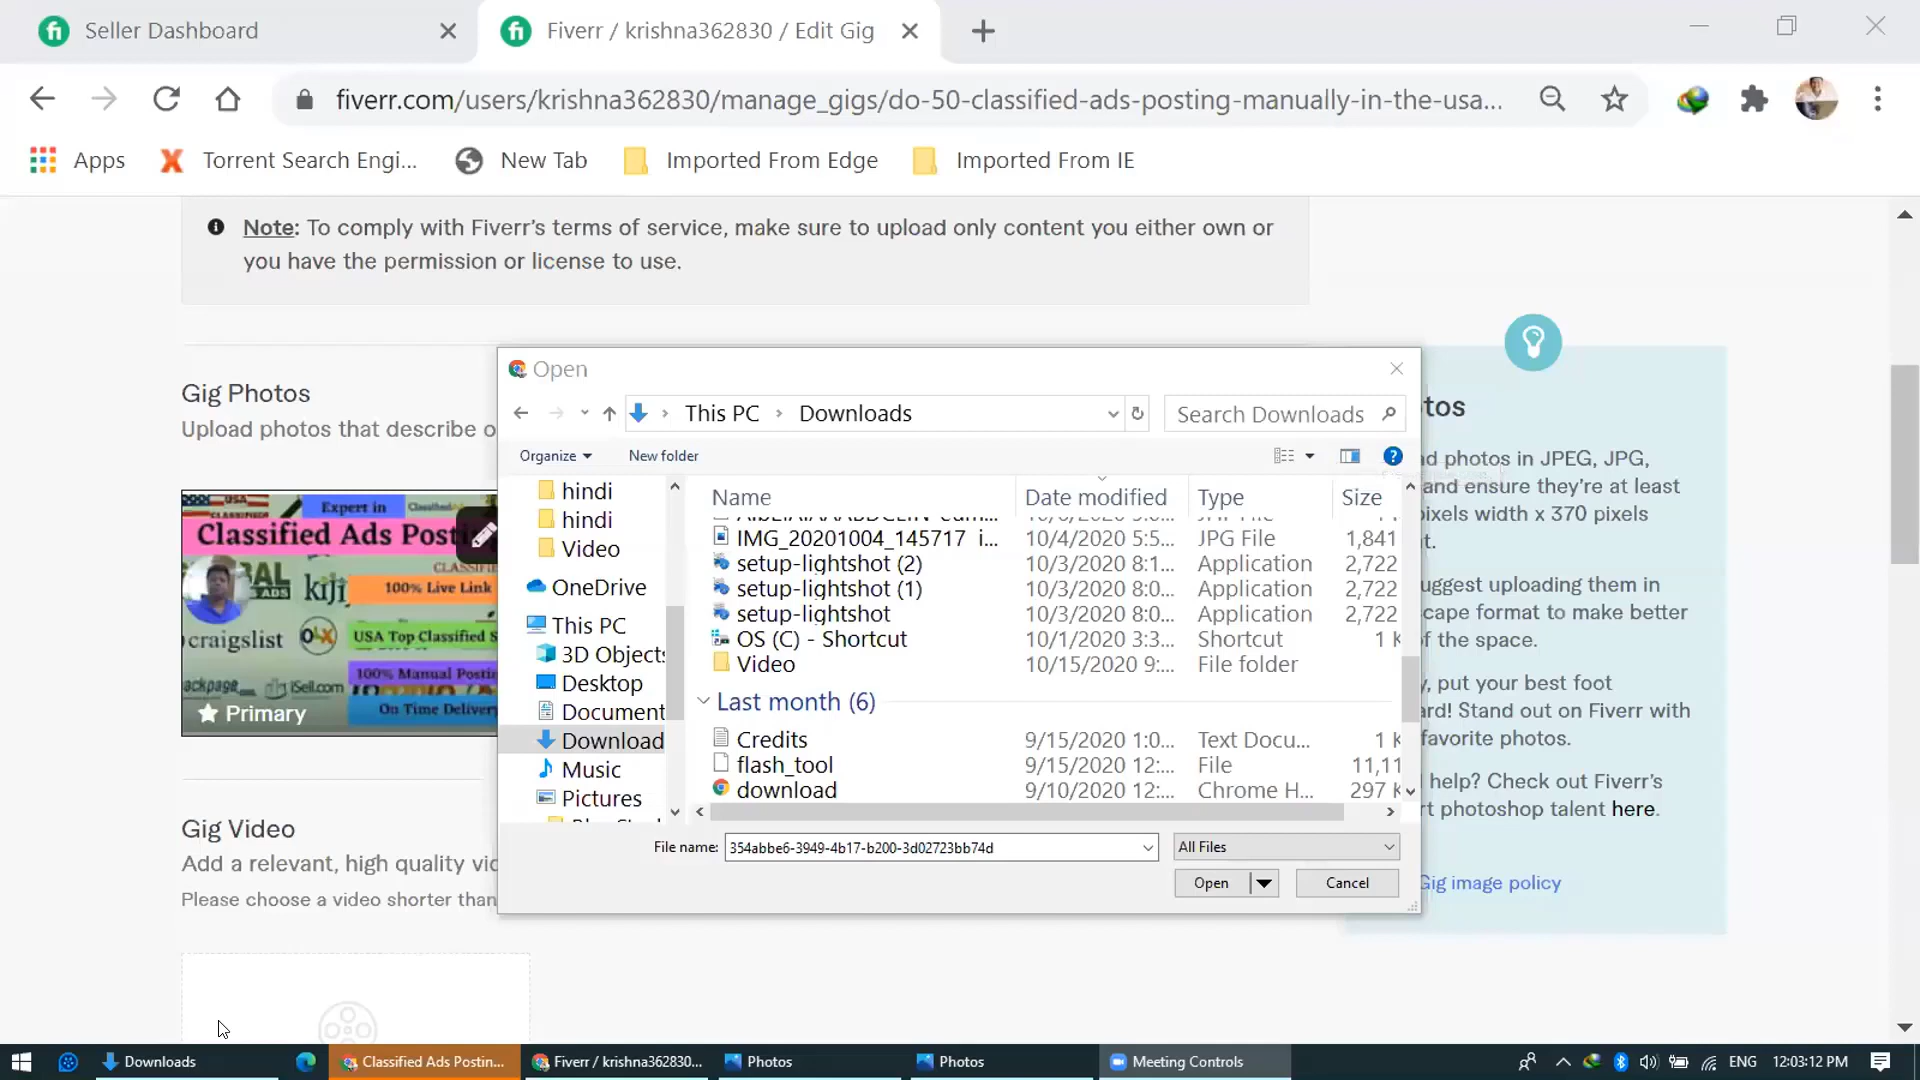 Seller Dashboard
Fiverr / krishna362830 / Edit Gig
fiverr.com/users/krishna362830/manage_gigs/do-50-classified-ads-posting-manually-in-the-usa...
Apps
Torrent Search Engi...
New Tab
Imported From Edge
Imported From IE
Note: To comply with Fiverr's terms of service, make sure to upload only content you either own or
you have the permission or license to use.
Gig Photos
Upload photos that describe o
Expert in
Classified Ads Posti
100% Live Link
kiji
craigslist
OLX
USA Top Classified S
100% Manual Postin
ackpage
iSell.com
On Time Delivery
Primary
Gig Video
Add a relevant, high quality vid
Please choose a video shorter than
Open
This PC
Downloads
Search Downloads
Organize
New folder
hindi
hindi
Video
OneDrive
This PC
3D Objects
Desktop
Document
Download
Music
Pictures
Name Date modified Type Size
IMG_20201004_145717 i... 10/4/2020 5:5... JPG File 1,841
setup-lightshot (2) 10/3/2020 8:1... Application 2,722
setup-lightshot (1) 10/3/2020 8:0... Application 2,722
setup-lightshot 10/3/2020 8:0... Application 2,722
OS (C) - Shortcut 10/1/2020 3:3... Shortcut 1 K
Video 10/15/2020 9:... File folder
Last month (6)
Credits 9/15/2020 1:0... Text Docu... 1 K
flash_tool 9/15/2020 12:... File 11,11
download 9/10/2020 12:... Chrome H... 297 K
File name: 354abbe6-3949-4b17-b200-3d02723bb74d
All Files
Open
Cancel
tos
ad photos in JPEG, JPG,
and ensure they're at least
pixels width x 370 pixels
t.
uggest uploading them in
scape format to make better
of the space.
y, put your best foot
ard! Stand out on Fiverr with
favorite photos.
help? Check out Fiverr's
rt photoshop talent here.
Gig image policy
Downloads
Classified Ads Postin...
Fiverr / krishna362830...
Photos
Photos
Meeting Controls
ENG
12:03:12 PM